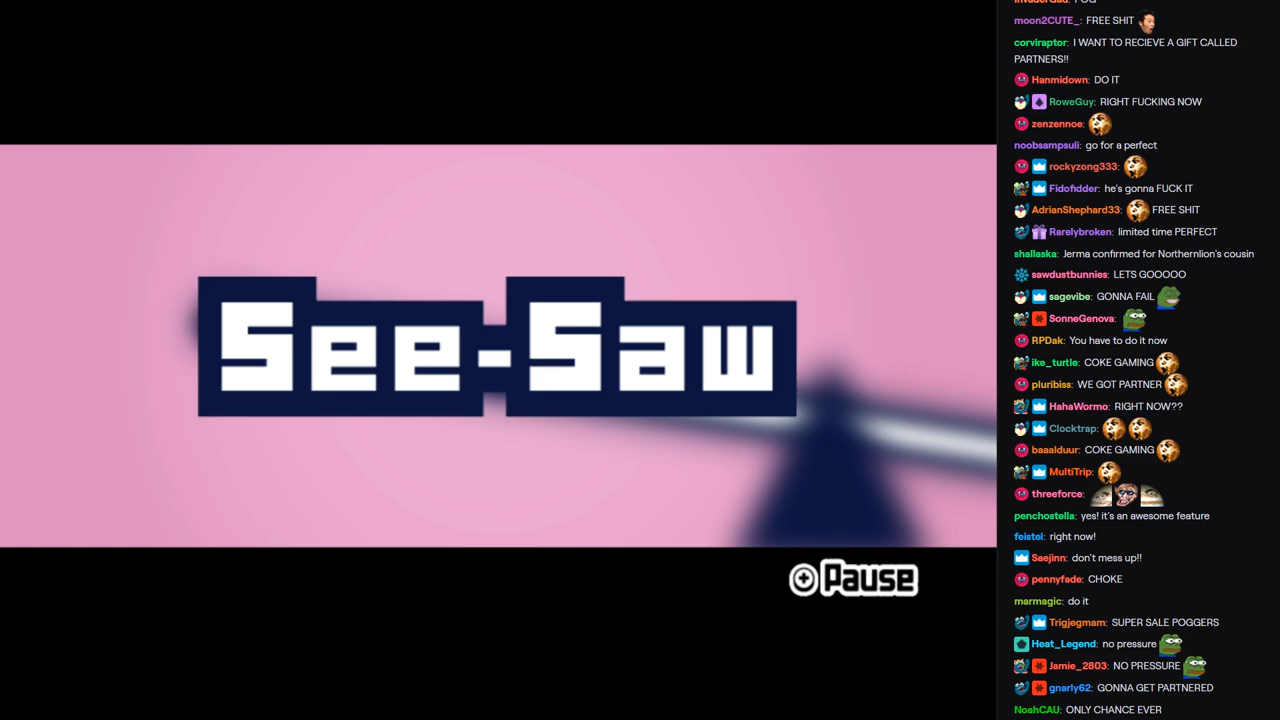 See-Saw
Pause
InvaderGad: POG
moon2CUTE_: FREE SHIT
corviraptor: I WANT TO RECIEVE A GIFT CALLED
PARTNERS!!
Hanmidown: DO IT
RoweGuy: RIGHT FUCKING NOW
zenzennoe:
noobsampsuli: go for a perfect
rockyzong333:
Fidofidder: he's gonna FUCK IT
AdrianShephard33: FREE SHIT
Rarelybroken: limited time PERFECT
shallaska: Jerma confirmed for Northernlion's cousin
sawdustbunnies: LETS GOOOOO
sagevibe: GONNA FAIL
SonneGenova:
RPDak: You have to do it now
ike_turtle: COKE GAMING
pluribiss: WE GOT PARTNER
HahaWormo: RIGHT NOW??
Clocktrap:
baaalduur: COKE GAMING
MultiTrip:
threeforce:
penchostella: yes! it's an awesome feature
feistel: right now!
Saejinn: don't mess up!!
pennyfade: CHOKE
marmagic: do it
Trigjegmam: SUPER SALE POGGERS
Heat_Legend: no pressure
Jamie_2803: NO PRESSURE
gnarly62: GONNA GET PARTNERED
NoahCAU: ONLY CHANCE EVER